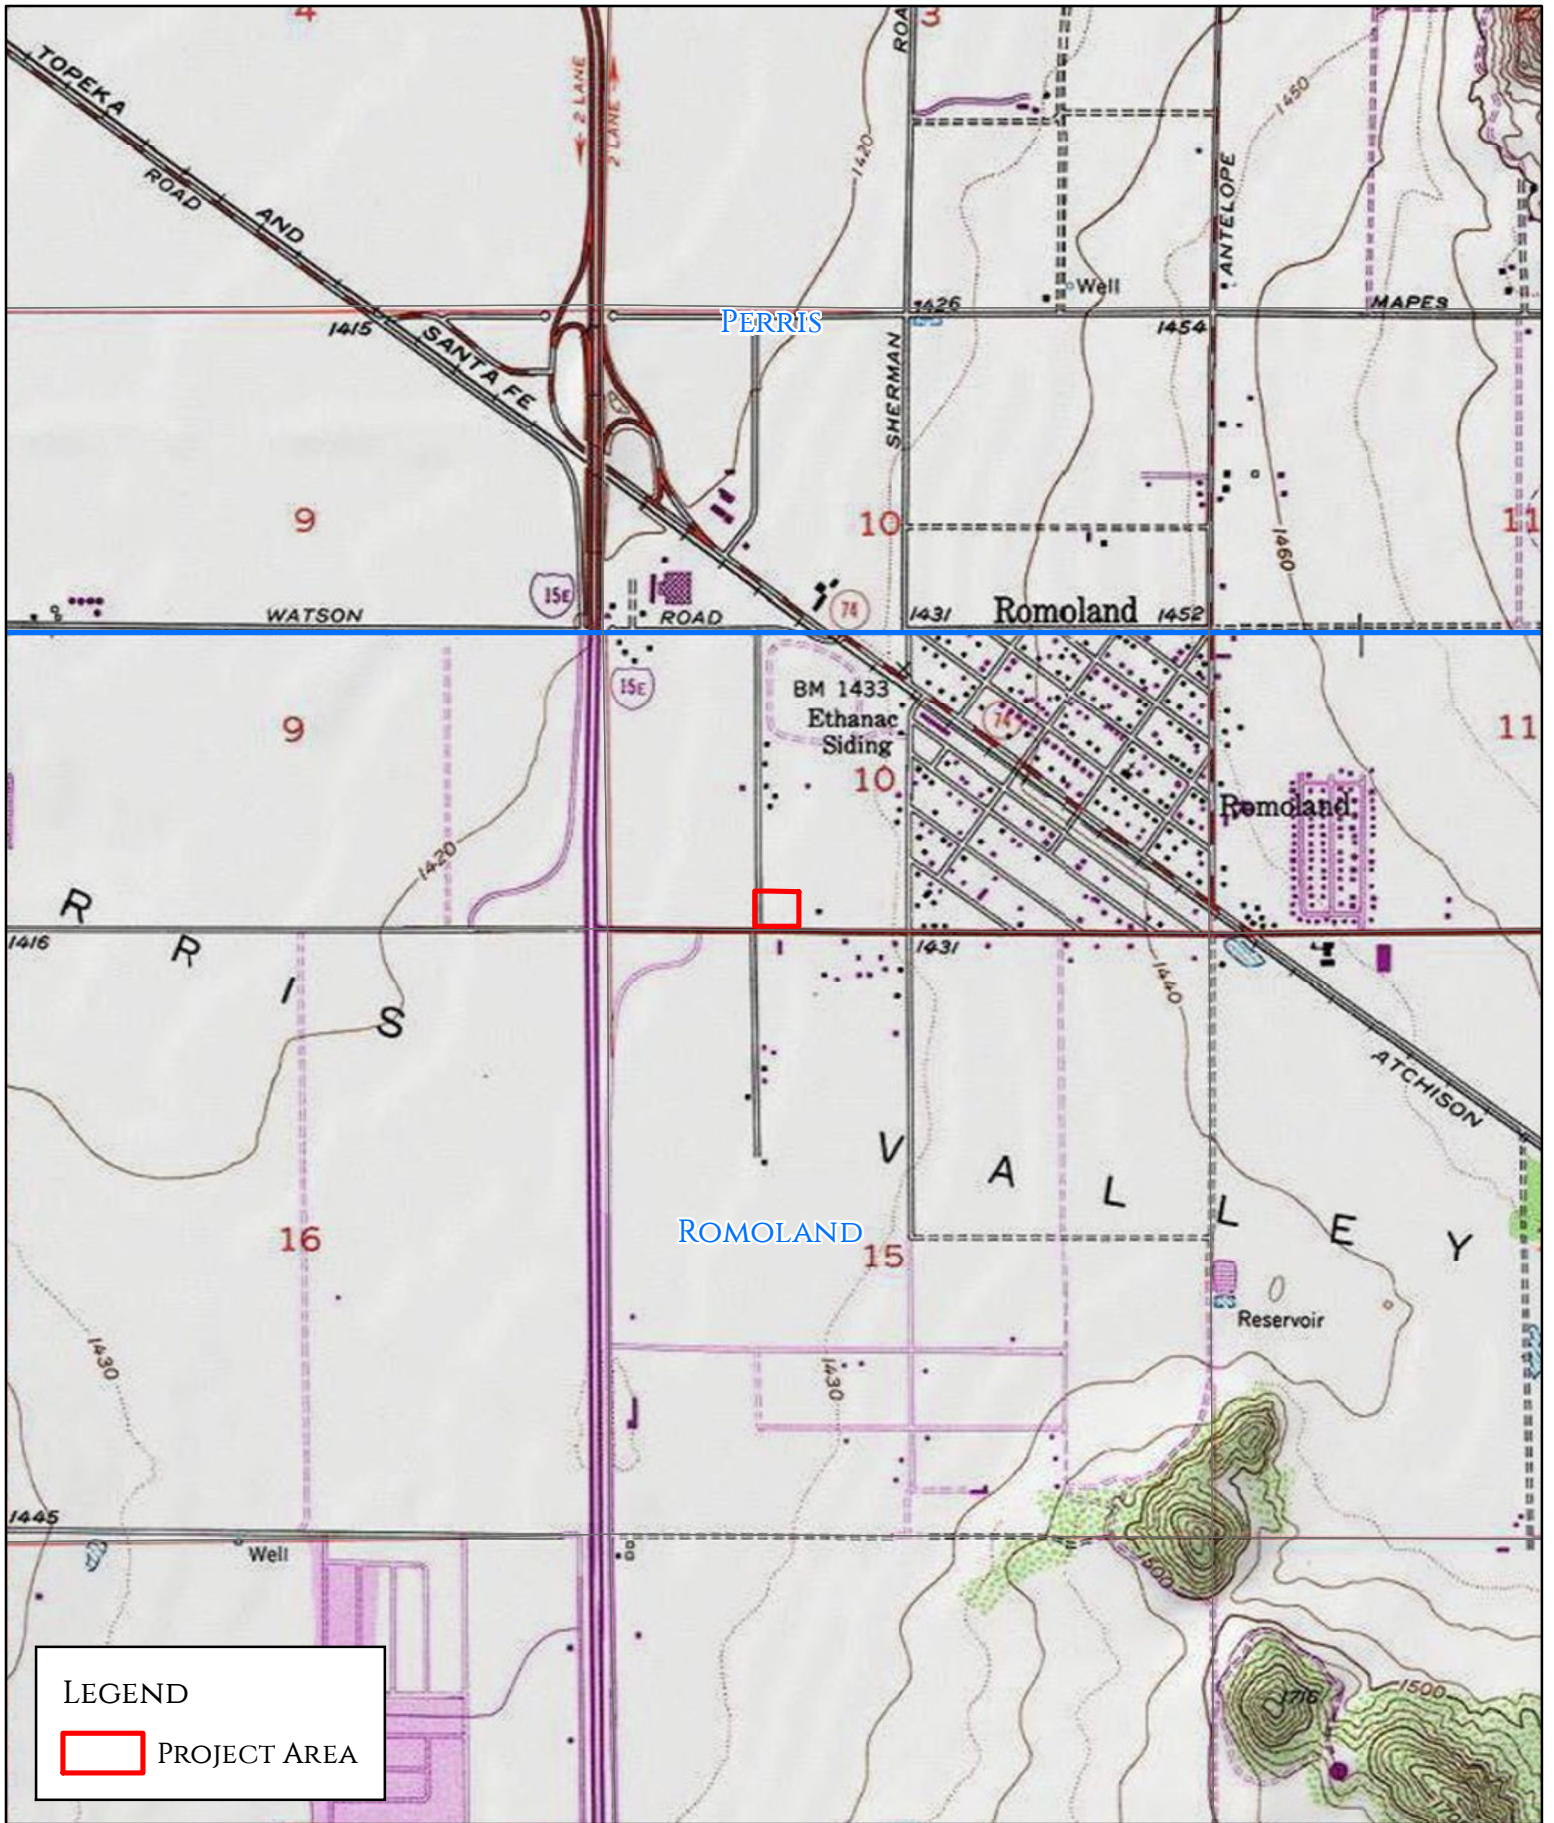 4
3
TOPEKA
ROAD
AND
SANTA FE
← 2 LANE
2 LANE →
ROA
1420
1450
ANTELOPE
Well
1426
MAPES
1415
PERRIS
1454
SHERMAN
9
10
11
1460
15E
74
WATSON
ROAD
1431
Romoland
1452
15E
BM 1433
Ethanac
Siding
74
9
10
11
Romoland
1420
R
R
I
S
1416
1431
1440
ATCHISON
V
A
L
L
E
Y
16
ROMOLAND
15
Reservoir
1430
1430
1445
Well
1500
1716
1500
LEGEND
PROJECT AREA